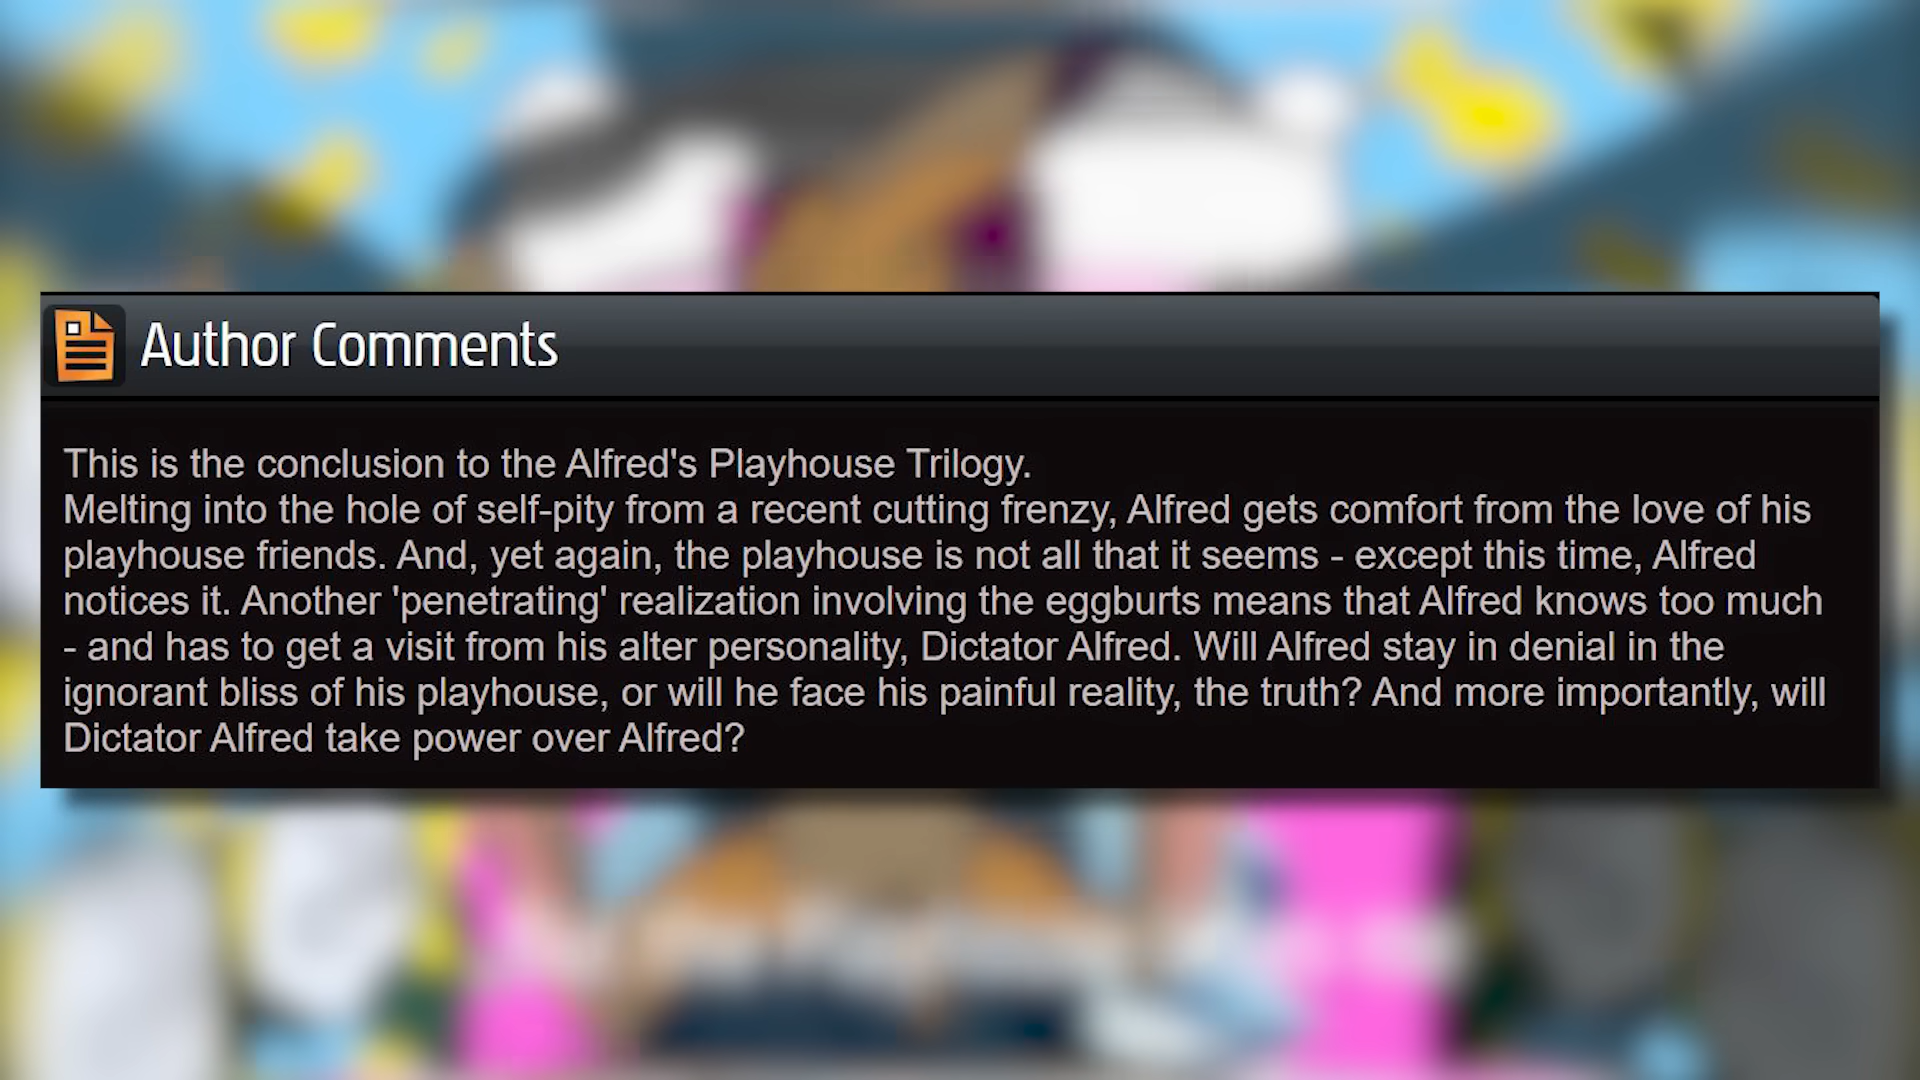 Author Comments
This is the conclusion to the Alfred's Playhouse Trilogy.
Melting into the hole of self-pity from a recent cutting frenzy, Alfred gets comfort from the love of his
playhouse friends. And, yet again, the playhouse is not all that it seems - except this time, Alfred
notices it. Another 'penetrating' realization involving the eggburts means that Alfred knows too much
- and has to get a visit from his alter personality, Dictator Alfred. Will Alfred stay in denial in the
ignorant bliss of his playhouse, or will he face his painful reality, the truth? And more importantly, will
Dictator Alfred take power over Alfred?